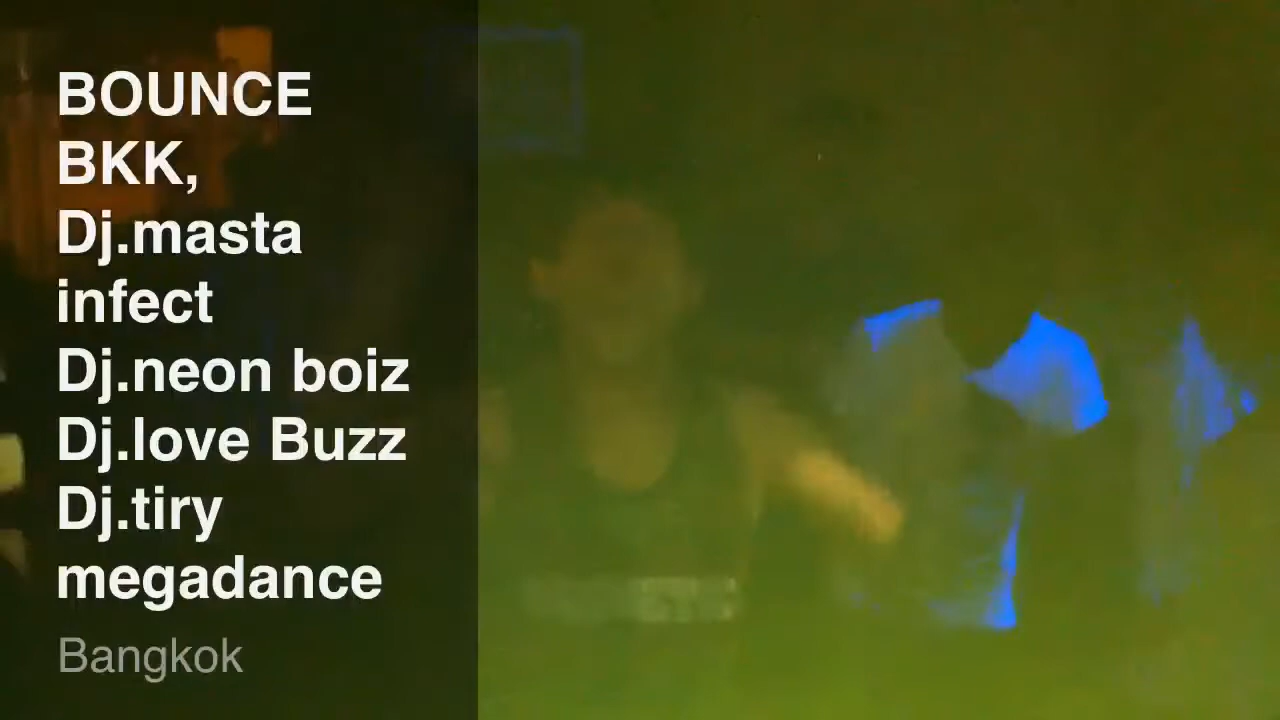 BOUNCE
BKK,
Dj.masta
infect
Dj.neon boiz
Dj.love Buzz
Dj.tiry
megadance
Bangkok